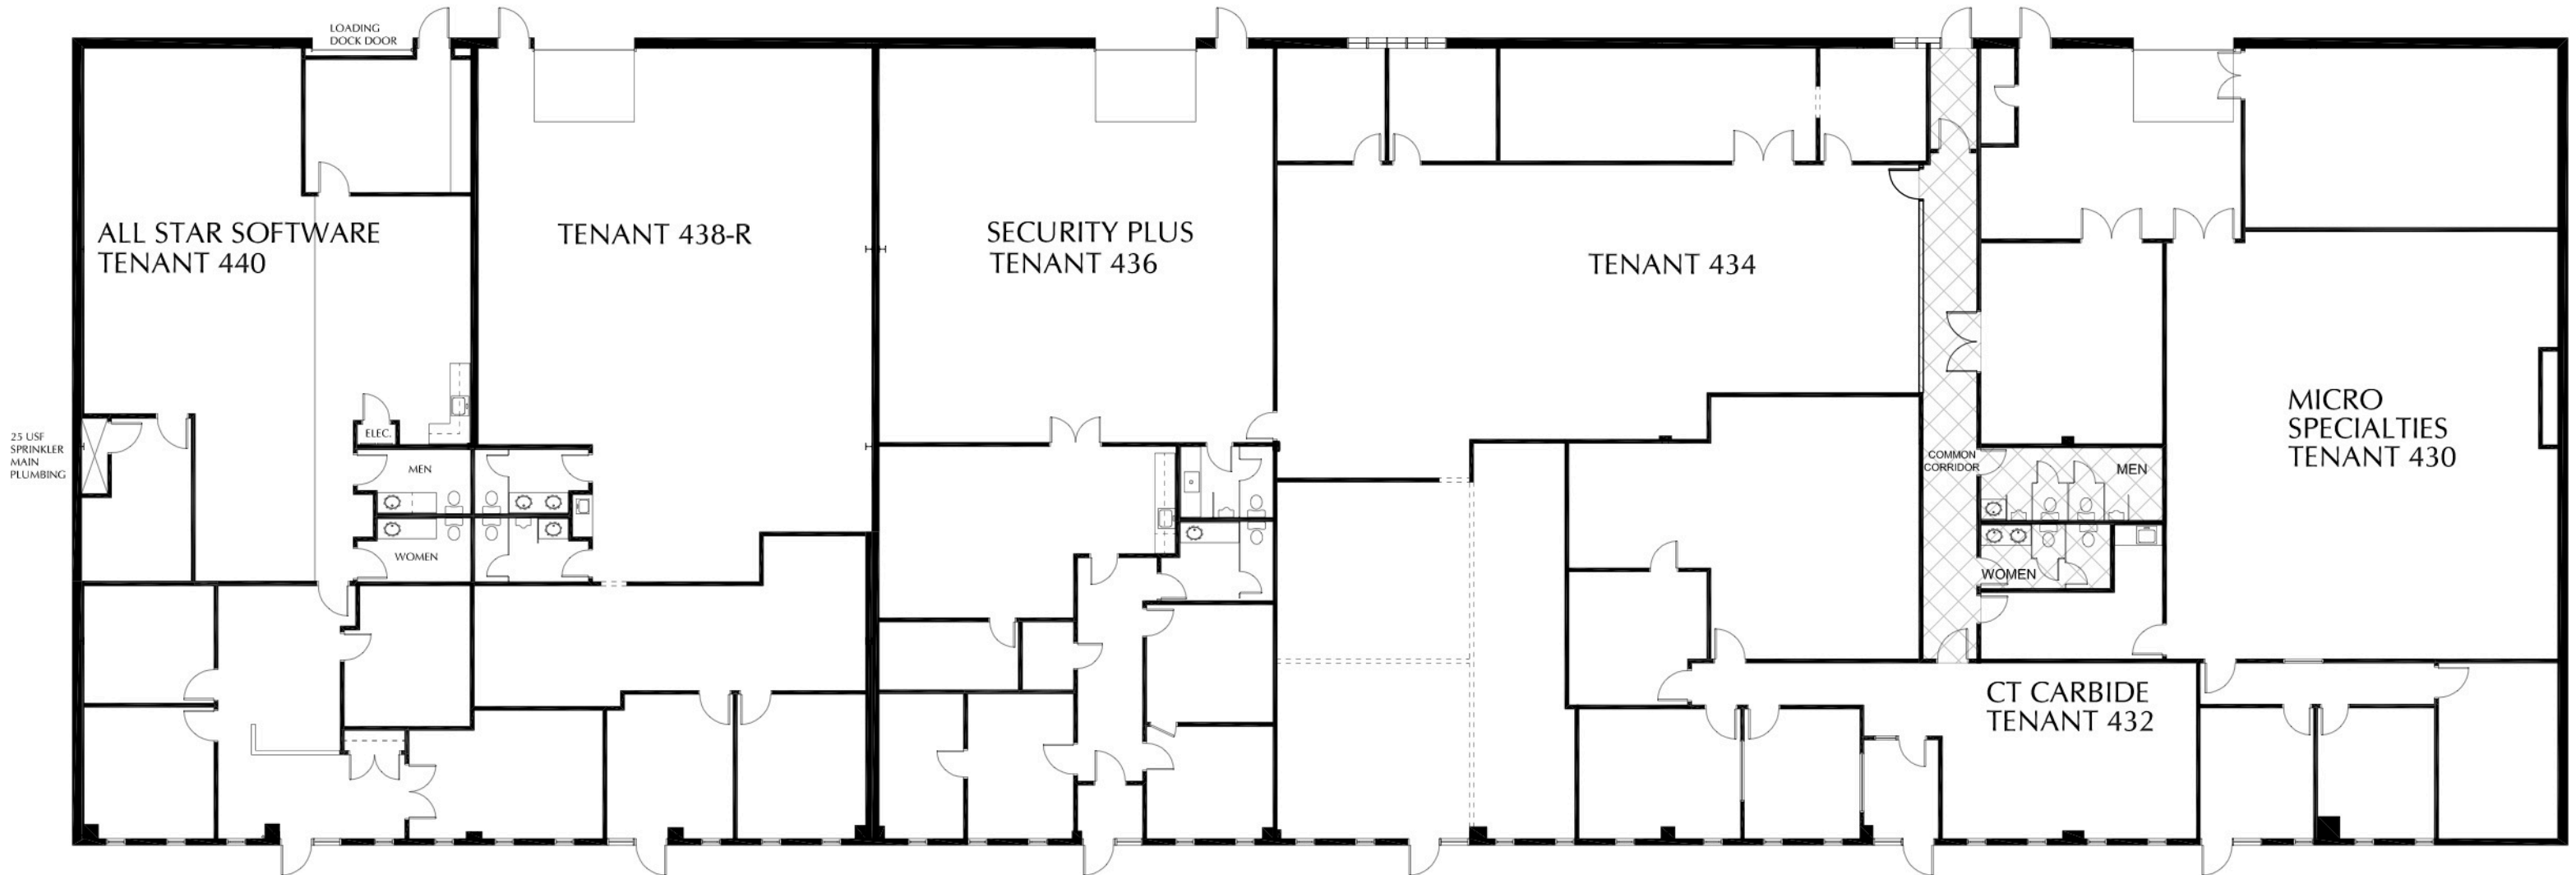 LOADING
DOCK DOOR
ALL STAR SOFTWARE
TENANT 440
TENANT 438-R
SECURITY PLUS
TENANT 436
TENANT 434
MICRO
SPECIALTIES
TENANT 430
25 USF
SPRINKLER
MAIN
PLUMBING
ELEC.
MEN
WOMEN
COMMON
CORRIDOR
MEN
WOMEN
CT CARBIDE
TENANT 432